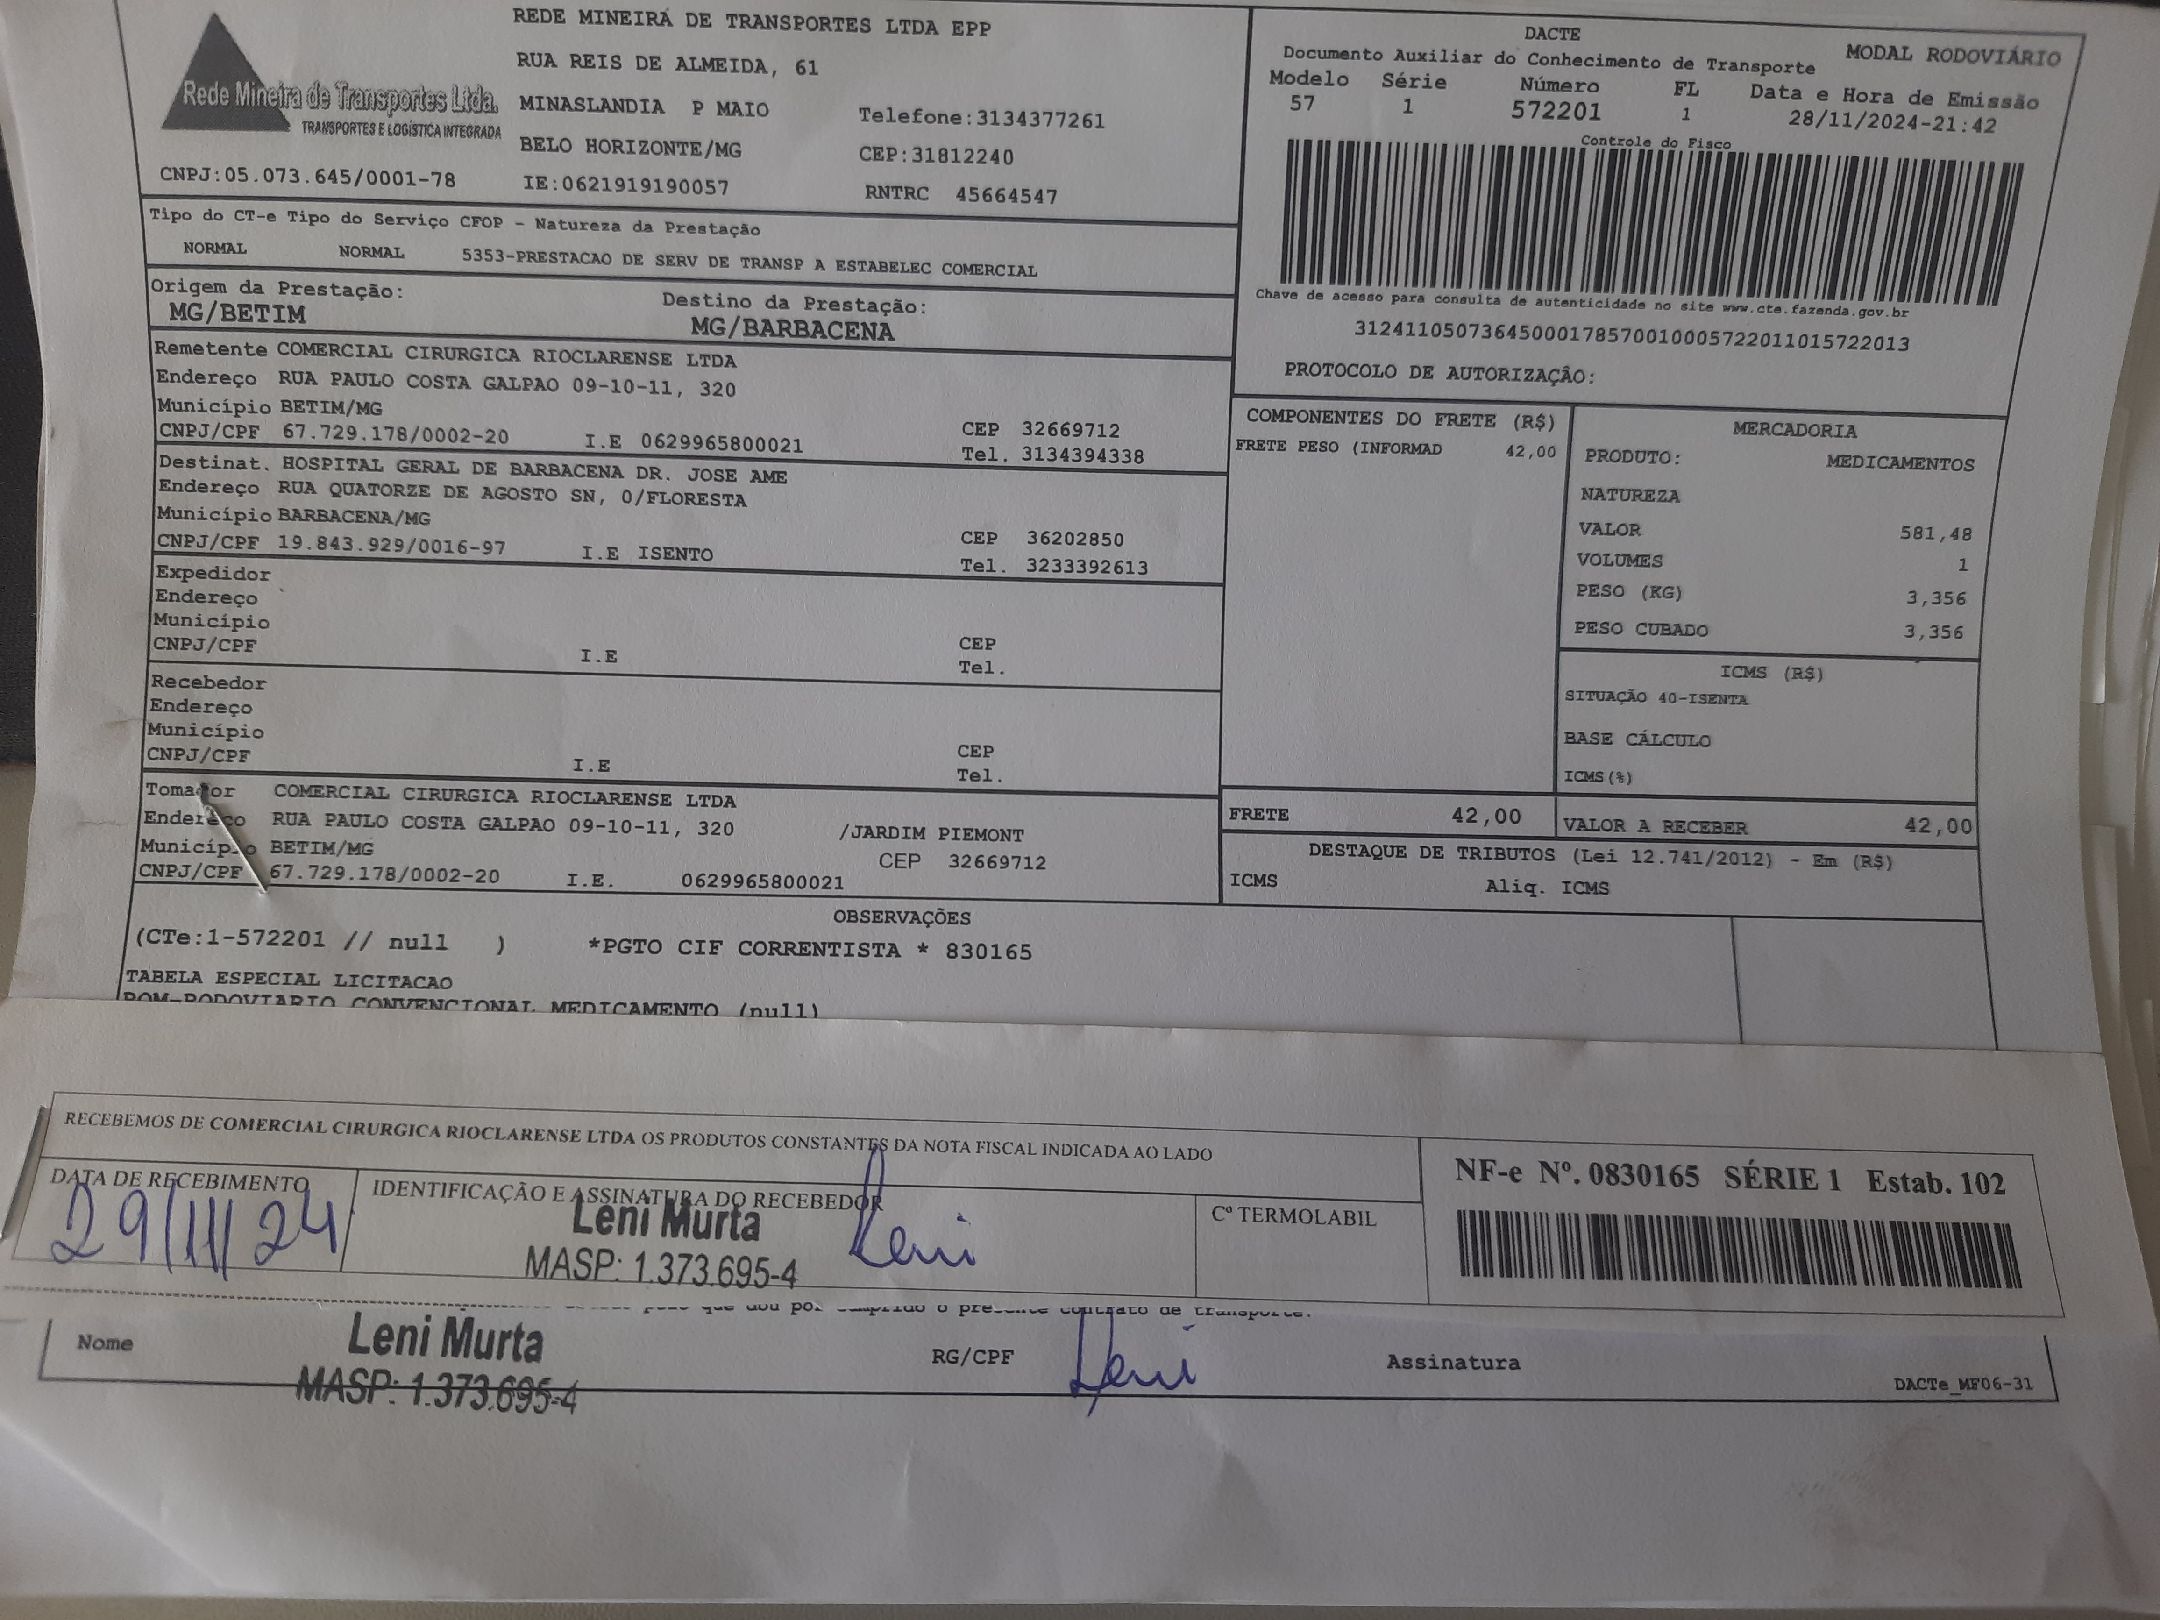 REDE MINEIRA DE TRANSPORTES LTDA EPP
RUA REIS DE ALMEIDA, 61
Rede Mineira de Transportes Ltda.
TRANSPORTES E LOGÍSTICA INTEGRADA
MINASLANDIA P MAIO Telefone:3134377261
BELO HORIZONTE/MG CEP:31812240
CNPJ:05.073.645/0001-78 IE:0621919190057 RNTRC 45664547
DACTE
Documento Auxiliar do Conhecimento de Transporte
MODAL RODOVIÁRIO
Modelo Série Número FL Data e Hora de Emissão
57 1 572201 1 28/11/2024-21:42
Controle do Fisco
Chave de acesso para consulta de autenticidade no site www.cte.fazenda.gov.br
31241105073645000178570010005722011015722013
PROTOCOLO DE AUTORIZAÇÃO:
Tipo do CT-e Tipo do Serviço CFOP - Natureza da Prestação
NORMAL NORMAL 5353-PRESTACAO DE SERV DE TRANSP A ESTABELEC COMERCIAL
Origem da Prestação: Destino da Prestação:
MG/BETIM MG/BARBACENA
Remetente COMERCIAL CIRURGICA RIOCLARENSE LTDA
Endereço RUA PAULO COSTA GALPAO 09-10-11, 320
Município BETIM/MG CEP 32669712
CNPJ/CPF 67.729.178/0002-20 I.E 0629965800021 Tel. 3134394338
Destinat. HOSPITAL GERAL DE BARBACENA DR. JOSE AME
Endereço RUA QUATORZE DE AGOSTO SN, 0/FLORESTA
Município BARBACENA/MG CEP 36202850
CNPJ/CPF 19.843.929/0016-97 I.E ISENTO Tel. 3233392613
Expedidor
Endereço
Município CEP
CNPJ/CPF I.E Tel.
Recebedor
Endereço
Município CEP
CNPJ/CPF I.E Tel.
Tomador COMERCIAL CIRURGICA RIOCLARENSE LTDA
Endereço RUA PAULO COSTA GALPAO 09-10-11, 320 /JARDIM PIEMONT
Município BETIM/MG CEP 32669712
CNPJ/CPF 67.729.178/0002-20 I.E. 0629965800021
COMPONENTES DO FRETE (R$)
FRETE PESO (INFORMAD 42,00
MERCADORIA
PRODUTO: MEDICAMENTOS
NATUREZA
VALOR 581,48
VOLUMES 1
PESO (KG) 3,356
PESO CUBADO 3,356
ICMS (R$)
SITUAÇÃO 40-ISENTA
BASE CÁLCULO
ICMS(%)
FRETE 42,00 VALOR A RECEBER 42,00
DESTAQUE DE TRIBUTOS (Lei 12.741/2012) - Em (R$)
ICMS Aliq. ICMS
OBSERVAÇÕES
(CTe:1-572201 // null ) *PGTO CIF CORRENTISTA * 830165
TABELA ESPECIAL LICITACAO
ROM-RODOVIARIO CONVENCIONAL MEDICAMENTO (null)
RECEBEMOS DE COMERCIAL CIRURGICA RIOCLARENSE LTDA OS PRODUTOS CONSTANTES DA NOTA FISCAL INDICADA AO LADO
DATA DE RECEBIMENTO IDENTIFICAÇÃO E ASSINATURA DO RECEBEDOR Cº TERMOLABIL
29/11/24 Leni Murta Leni
MASP: 1.373.695-4
NF-e Nº. 0830165 SÉRIE 1 Estab. 102
que dou por cumprido o presente contrato de transporte.
Nome Leni Murta RG/CPF Leni Assinatura
MASP: 1.373.695-4
DACTe_MF06-31